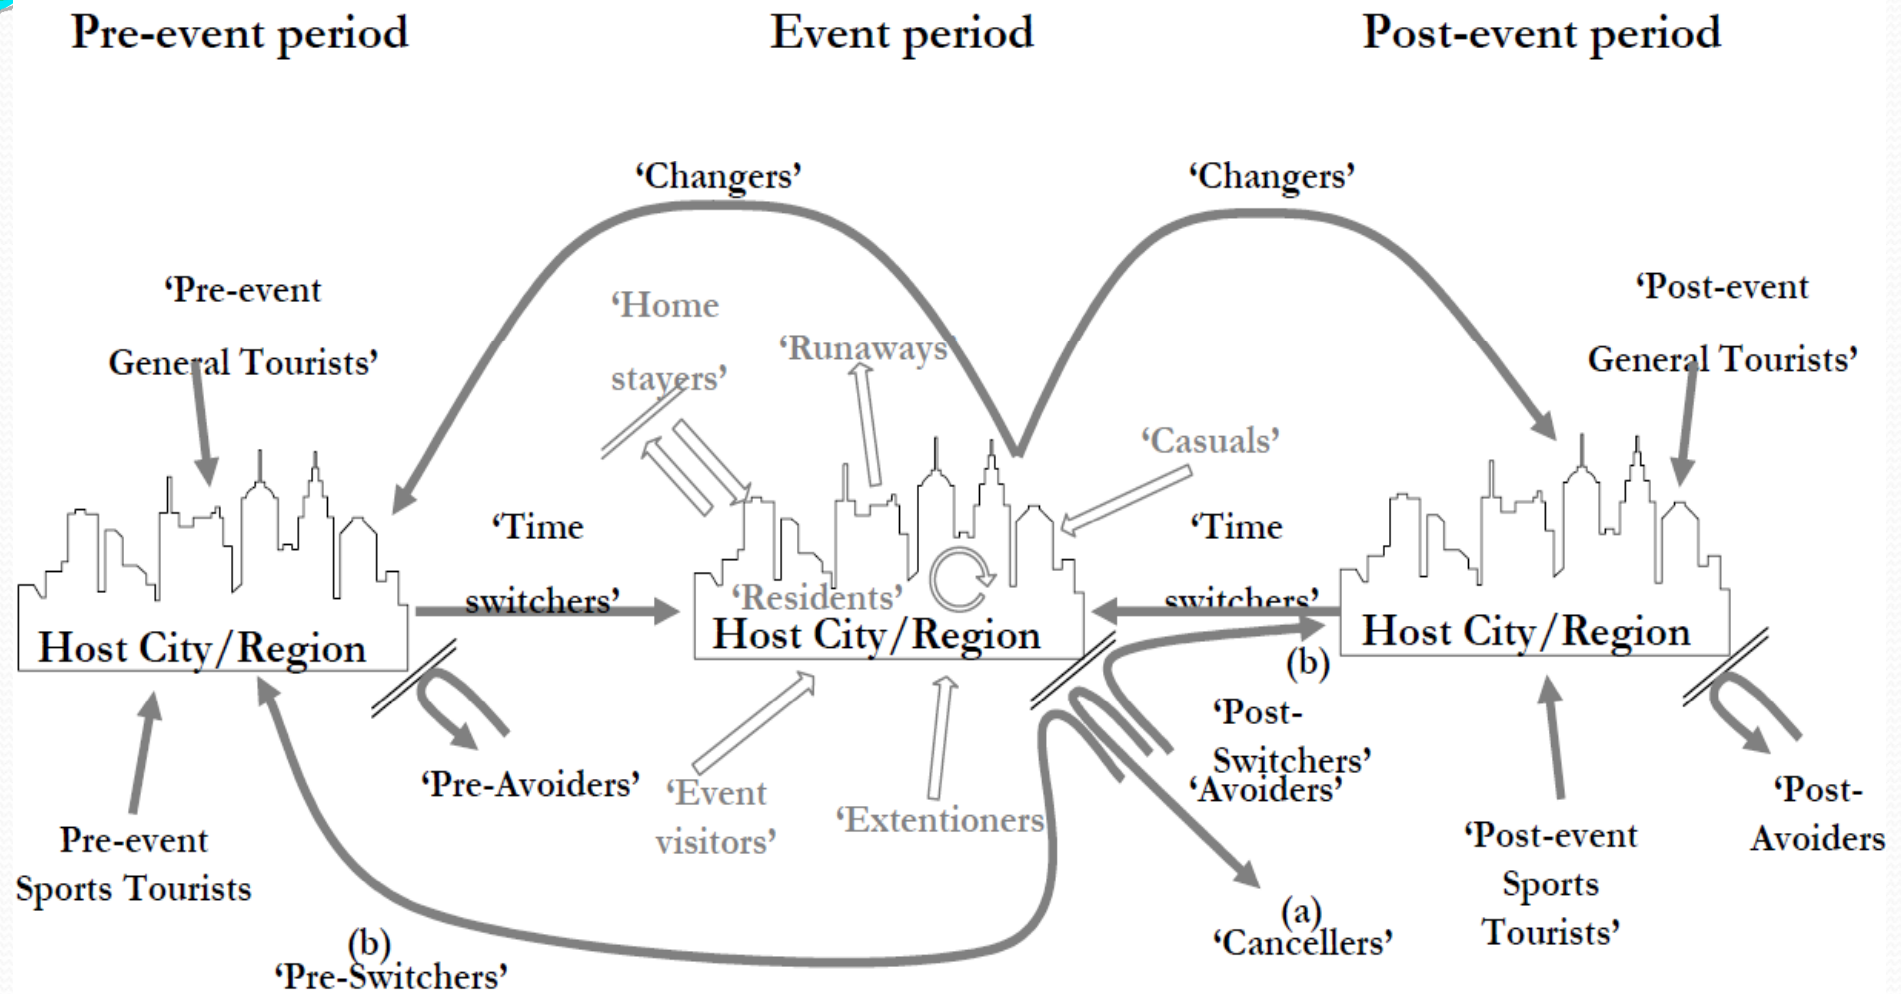 Pre-event period
Event period
Post-event period
‘Changers’
‘Changers’
‘Pre-event
General Tourists’
‘Home
stayers’
‘Runaways’
‘Casuals’
‘Post-event
General Tourists’
‘Time
switchers’
‘Time
switchers’
Host City/Region
‘Residents’
Host City/Region
Host City/Region
(b)
‘Post-
Switchers’
‘Avoiders’
‘Pre-Avoiders’
‘Event
visitors’
‘Extentioners
Pre-event
Sports Tourists
‘Post-event
Sports
Tourists’
‘Post-
Avoiders
(a)
‘Cancellers’
(b)
‘Pre-Switchers’